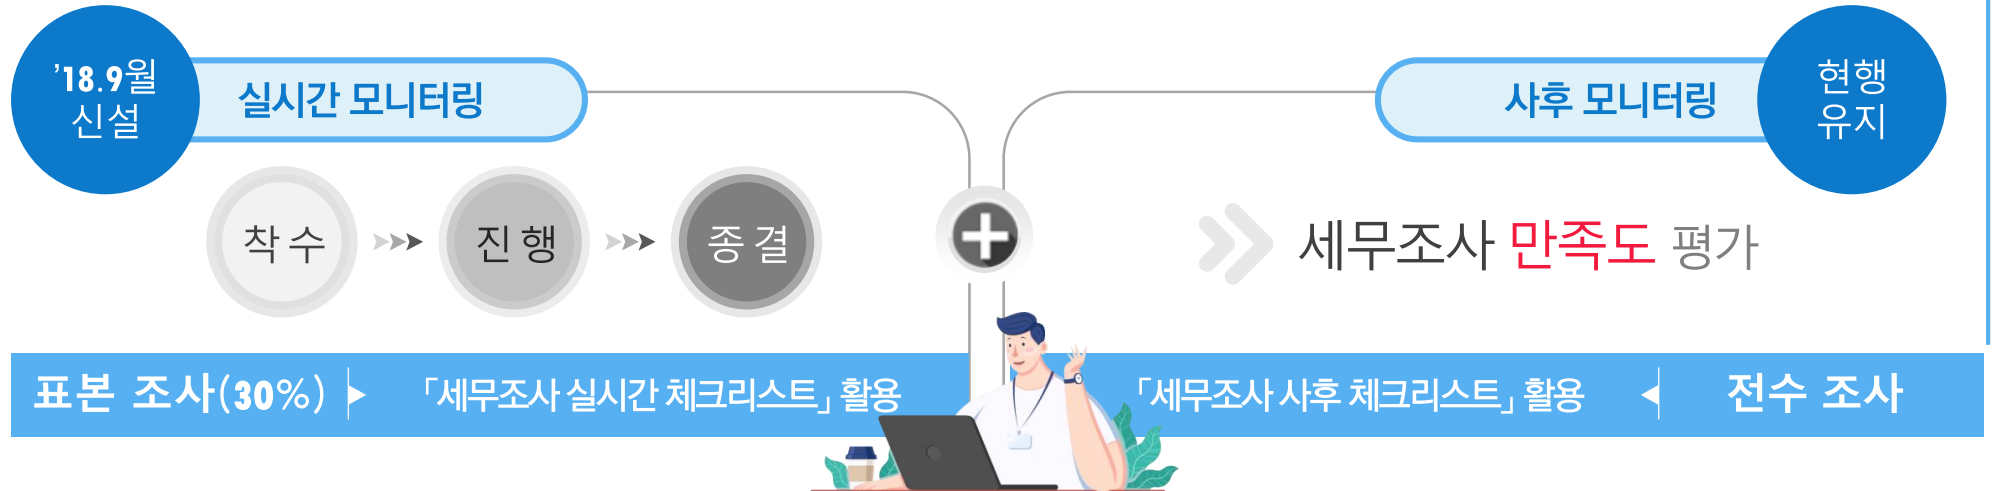 ’18.9월
신설
실시간 모니터링
착수
진행
종결
표본 조사(30%)
「세무조사 실시간 체크리스트」 활용
사후 모니터링
현행
유지
세무조사 만족도 평가
「세무조사 사후 체크리스트」 활용
전수 조사